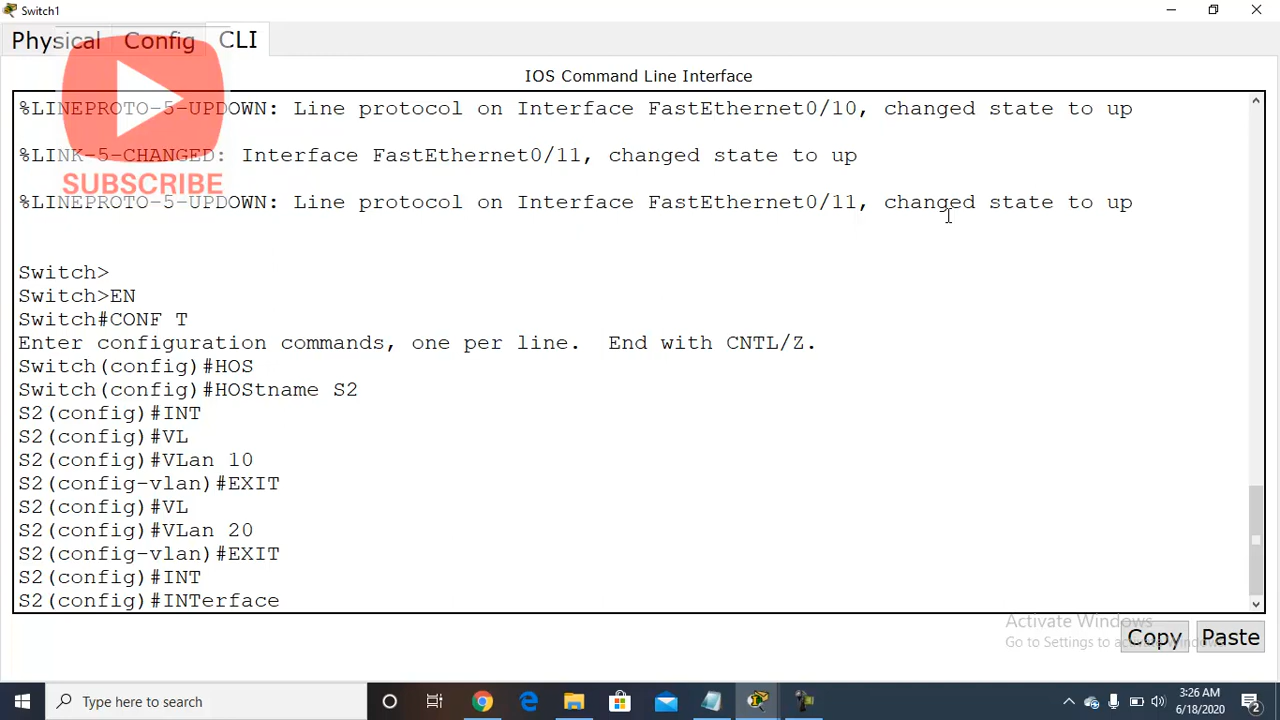 Switch1
Physical Config CLI
IOS Command Line Interface
%LINEPROTO-5-UPDOWN: Line protocol on Interface FastEthernet0/10, changed state to up
%LINK-5-CHANGED: Interface FastEthernet0/11, changed state to up
SUBSCRIBE
%LINEPROTO-5-UPDOWN: Line protocol on Interface FastEthernet0/11, changed state to up
Switch>
Switch>EN
Switch#CONF T
Enter configuration commands, one per line.  End with CNTL/Z.
Switch(config)#HOS
Switch(config)#HOStname S2
S2(config)#INT
S2(config)#VL
S2(config)#VLan 10
S2(config-vlan)#EXIT
S2(config)#VL
S2(config)#VLan 20
S2(config-vlan)#EXIT
S2(config)#INT
S2(config)#INTerface
Activate Windows
Go to Settings to activate Windows.
Copy Paste
Type here to search
3:26 AM
6/18/2020
2